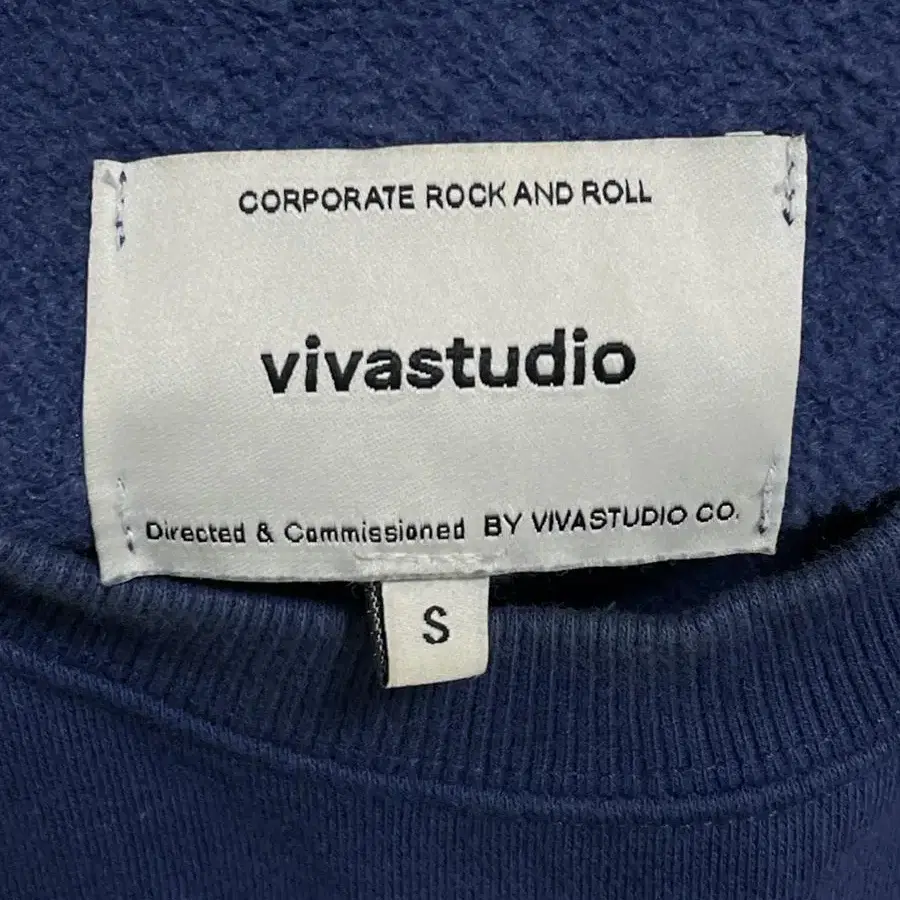 CORPORATE ROCK AND ROLL
vivastudio
Directed & Commissioned BY VIVASTUDIO CO.
S